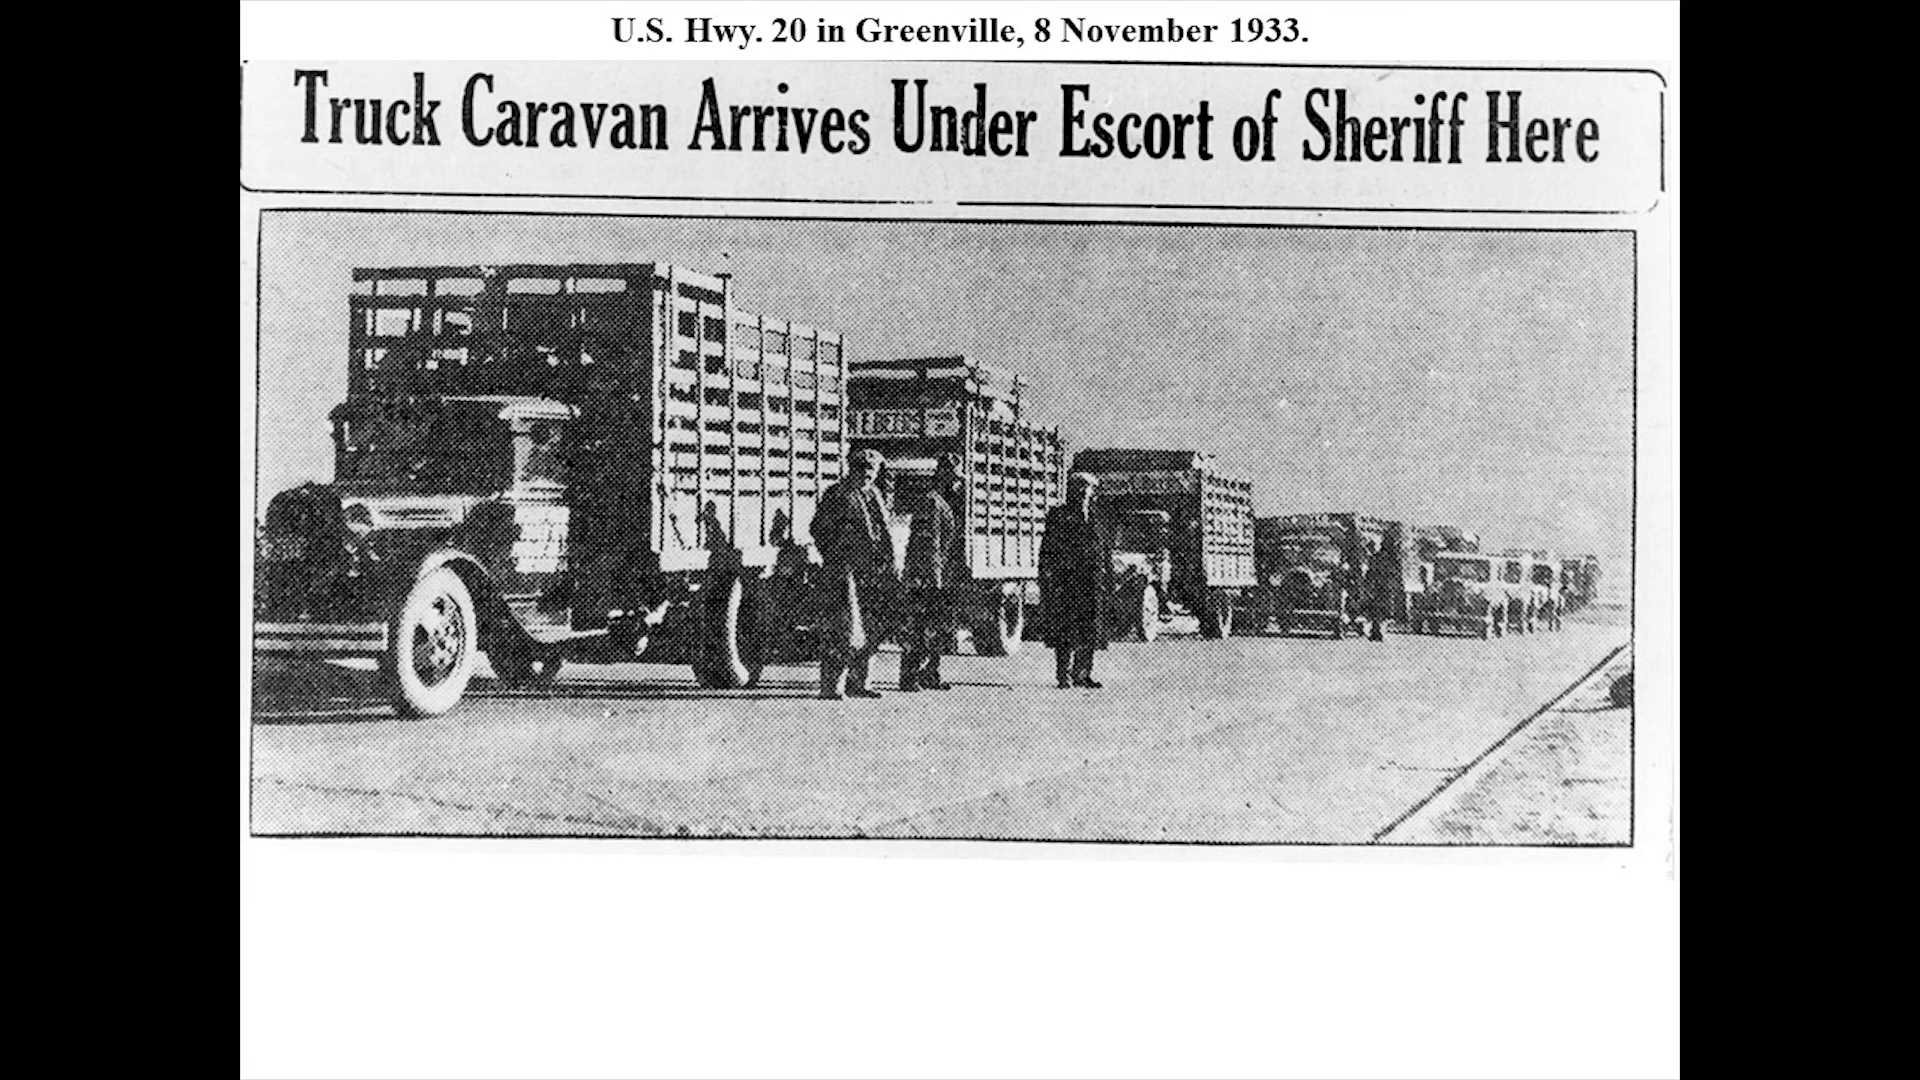 U.S. Hwy. 20 in Greenville, 8 November 1933.
Truck Caravan Arrives Under Escort of Sheriff Here